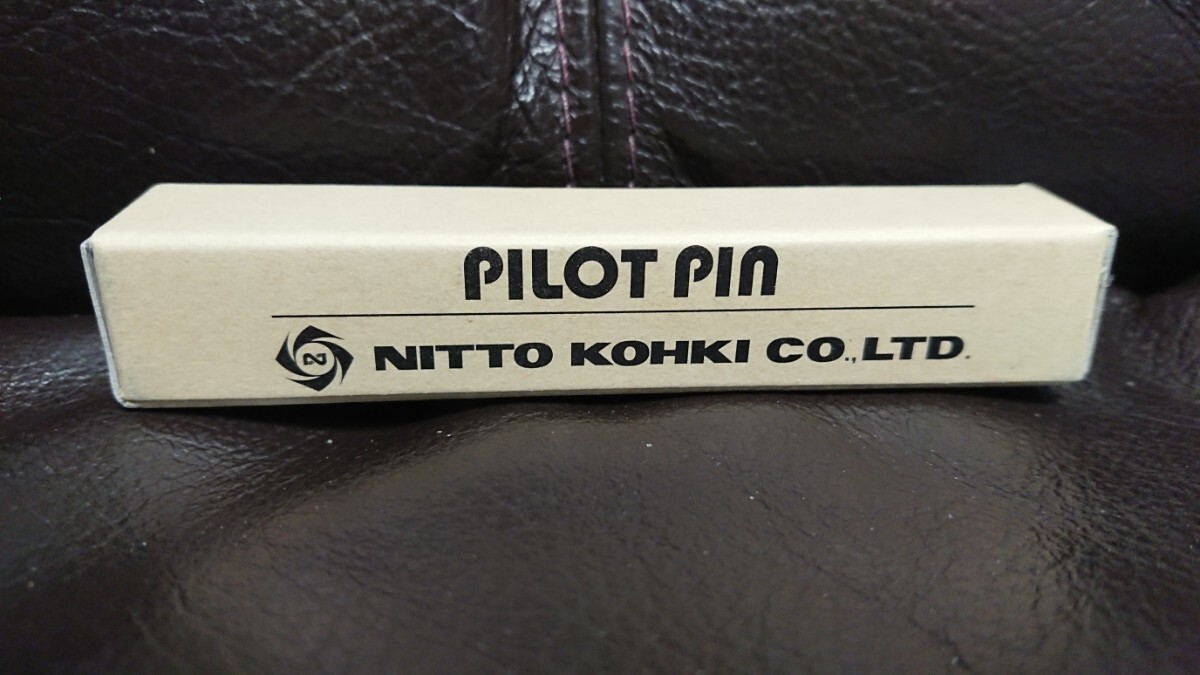 PILOT PIN
N NITTO KOHKI CO.,LTD.